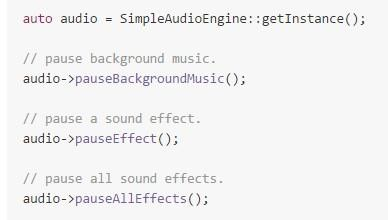 auto audio = SimpleAudioEngine::getInstance();
// pause background music.
audio->pauseBackgroundMusic();
// pause a sound effect.
audio->pauseEffect();
// pause all sound effects.
audio->pauseAllEffects();